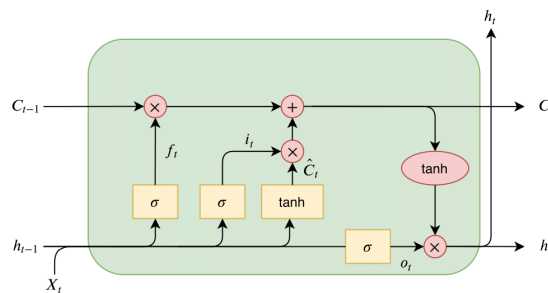 h_t
C_{t-1} × + C
f_t i_t × Ĉ_t
tanh
σ σ tanh
h_{t-1} σ o_t × h
X_t